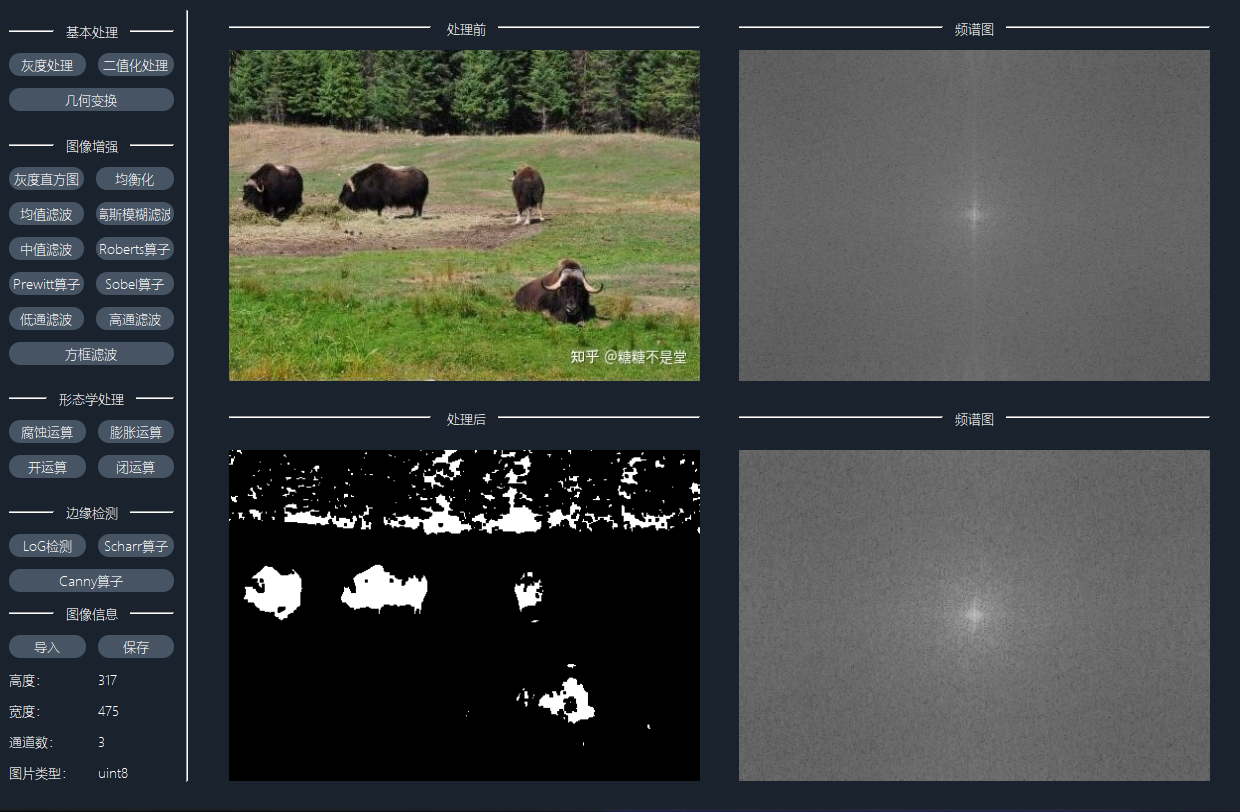 基本处理
灰度处理 二值化处理
几何变换
图像增强
灰度直方图 均衡化
均值滤波 高斯模糊滤波
中值滤波 Roberts算子
Prewitt算子 Sobel算子
低通滤波 高通滤波
方框滤波
形态学处理
腐蚀运算 膨胀运算
开运算 闭运算
边缘检测
LoG检测 Scharr算子
Canny算子
图像信息
导入 保存
高度： 317
宽度： 475
通道数： 3
图片类型： uint8
处理前
知乎 @糖糖不是堂
频谱图
处理后
频谱图